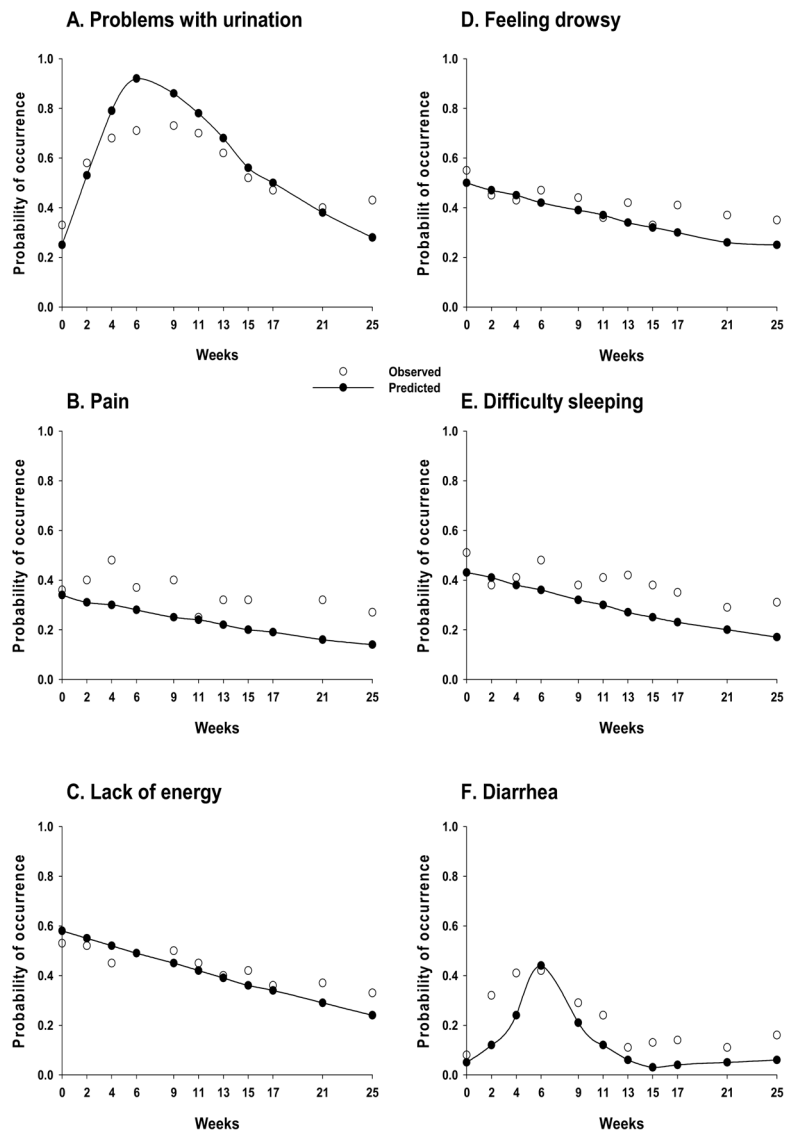 A. Problems with urination
Probability of occurrence
1.0
0.8
0.6
0.4
0.2
0.0
0 2 4 6 9 11 13 15 17 21 25
Weeks
D. Feeling drowsy
Probabilit of occurrence
1.0
0.8
0.6
0.4
0.2
0.0
0 2 4 6 9 11 13 15 17 21 25
Weeks
Observed
Predicted
B. Pain
Probability of occurrence
1.0
0.8
0.6
0.4
0.2
0.0
0 2 4 6 9 11 13 15 17 21 25
Weeks
E. Difficulty sleeping
Probability of occurrence
1.0
0.8
0.6
0.4
0.2
0.0
0 2 4 6 9 11 13 15 17 21 25
Weeks
C. Lack of energy
Probability of occurrence
1.0
0.8
0.6
0.4
0.2
0.0
0 2 4 6 9 11 13 15 17 21 25
Weeks
F. Diarrhea
Probability of occurrence
1.0
0.8
0.6
0.4
0.2
0.0
0 2 4 6 9 11 13 15 17 21 25
Weeks